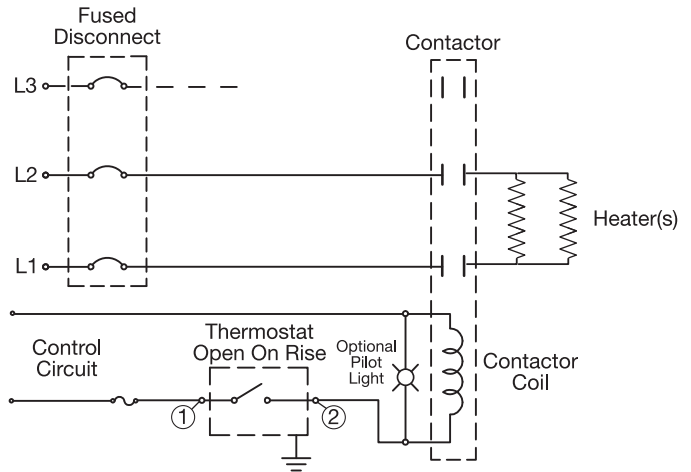 Fused
Disconnect
Contactor
L3
L2
Heater(s)
L1
Control
Circuit
Thermostat
Open On Rise
Optional
Pilot
Light
Contactor
Coil
1
2